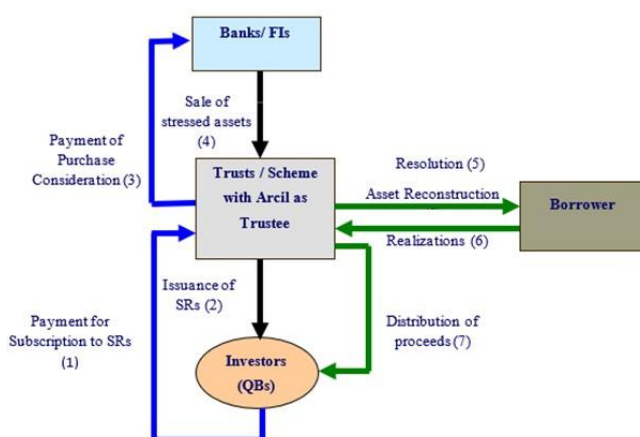 Banks/ FIs
Sale of
stressed assets
(4)
Payment of
Purchase
Consideration (3)
Trusts / Scheme
with Arcil as
Trustee
Resolution (5)
Asset Reconstruction
Borrower
Realizations (6)
Issuance of
SRs (2)
Payment for
Subscription to SRs
(1)
Distribution of
proceeds (7)
Investors
(QBs)